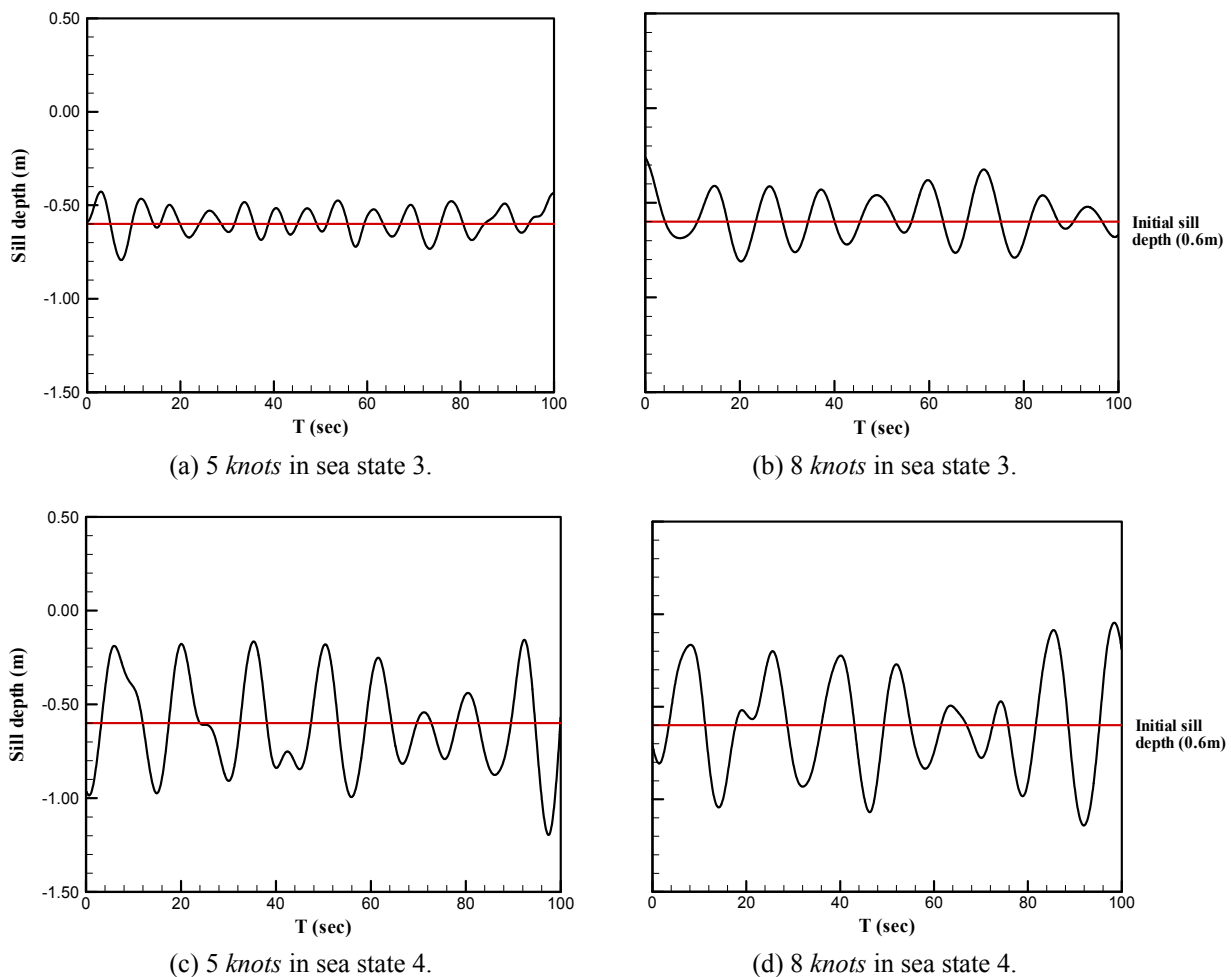 0.50
0.00
-0.50
-1.00
-1.50
Sill depth (m)
0 20 40 60 80 100
T (sec)
(a) 5 knots in sea state 3.
0 20 40 60 80 100
T (sec)
Initial sill
depth (0.6m)
(b) 8 knots in sea state 3.
0.50
0.00
-0.50
-1.00
-1.50
Sill depth (m)
0 20 40 60 80 100
T (sec)
(c) 5 knots in sea state 4.
0 20 40 60 80 100
T (sec)
Initial sill
depth (0.6m)
(d) 8 knots in sea state 4.